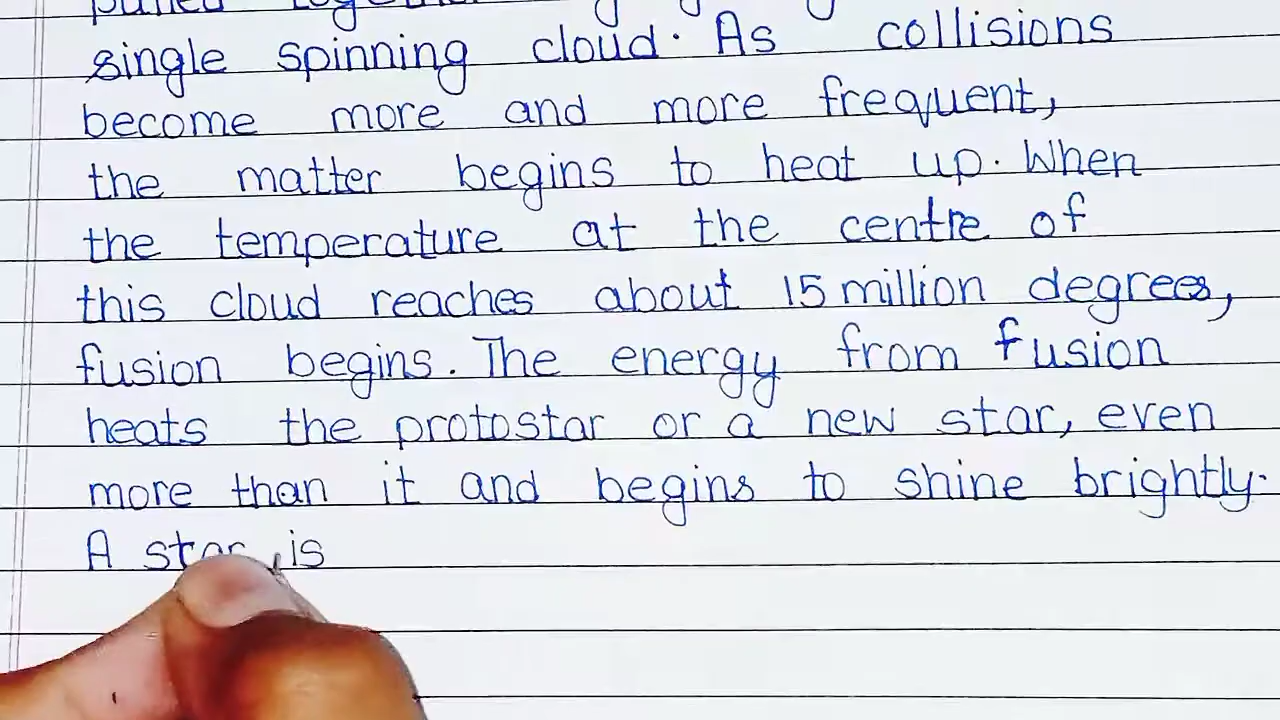 pulled together
single spinning cloud. As collisions
become more and more frequent,
the matter begins to heat up. When
the temperature at the centre of
this cloud reaches about 15 million degrees,
fusion begins. The energy from fusion
heats the protostar or a new star, even
more than it and begins to shine brightly.
A star is